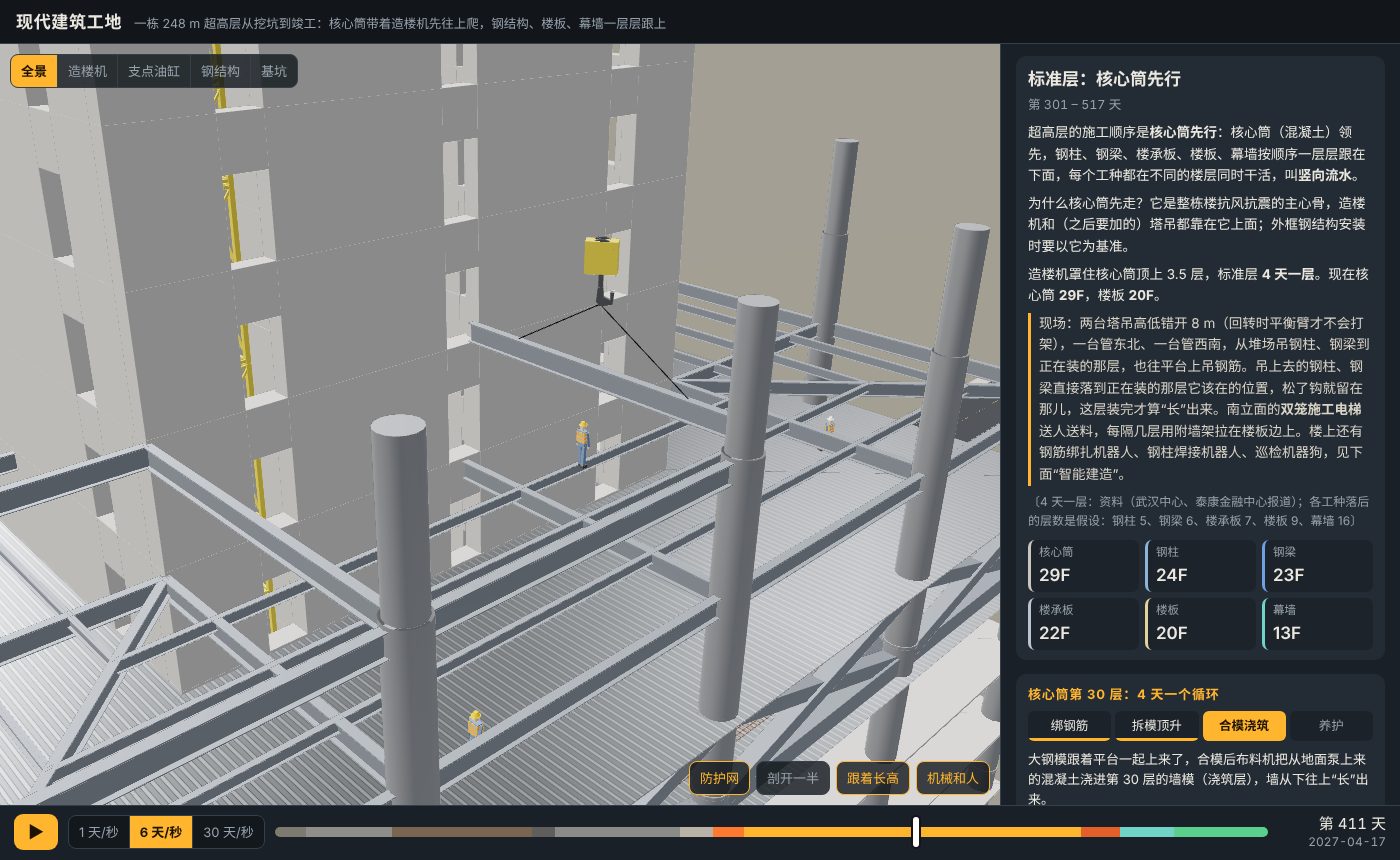 现代建筑工地
一栋 248 m 超高层从挖坑到竣工：核心筒带着造楼机先往上爬，钢结构、楼板、幕墙一层层跟上
全景
造楼机
支点油缸
钢结构
基坑
防护网
剖开一半
跟着长高
机械和人
标准层：核心筒先行
第 301 – 517 天
超高层的施工顺序是核心筒先行：核心筒（混凝土）领
先，钢柱、钢梁、楼承板、楼板、幕墙按顺序一层层跟在
下面，每个工种都在不同的楼层同时干活，叫竖向流水。
为什么核心筒先走？它是整栋楼抗风抗震的主心骨，造楼
机和（之后要加的）塔吊都靠在它上面；外框钢结构安装
时要以它为基准。
造楼机罩住核心筒顶上 3.5 层，标准层 4 天一层。现在核
心筒 29F，楼板 20F。
现场：两台塔吊高低错开 8 m（回转时平衡臂才不会打
架），一台管东北、一台管西南，从堆场吊钢柱、钢梁到
正在装的那层，也往平台上吊钢筋。吊上去的钢柱、钢
梁直接落到正在装的那层它该在的位置，松了钩就留在
那儿，这层装完才算“长”出来。南立面的双笼施工电梯
送人送料，每隔几层用附墙架拉在楼板边上。楼上还有
钢筋绑扎机器人、钢柱焊接机器人、巡检机器狗，见下
面“智能建造”。
〔4 天一层：资料（武汉中心、泰康金融中心报道）；各工种落后
的层数是假设：钢柱 5、钢梁 6、楼承板 7、楼板 9、幕墙 16〕
核心筒
29F
钢柱
24F
钢梁
23F
楼承板
22F
楼板
20F
幕墙
13F
核心筒第 30 层：4 天一个循环
绑钢筋
拆模顶升
合模浇筑
养护
大钢模跟着平台一起上来了，合模后布料机把从地面泵上来
的混凝土浇进第 30 层的墙模（浇筑层），墙从下往上“长”出
来。
1 天/秒
6 天/秒
30 天/秒
第 411 天
2027-04-17